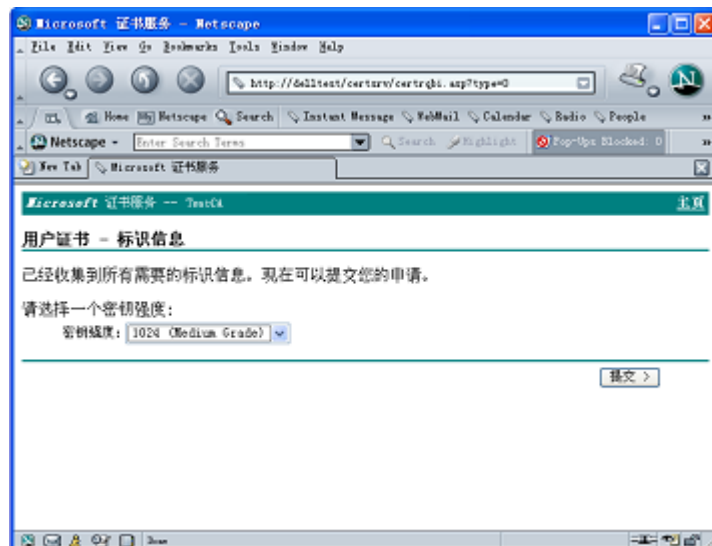 Microsoft 证书服务 - Netscape
File Edit View Go Bookmarks Tools Window Help
http://delltest/certsrv/certrqbi.asp?type=0
Home Netscape Search Instant Message WebMail Calendar Radio People
Netscape Enter Search Terms Search Highlight Pop-Ups Blocked: 0
New Tab Microsoft 证书服务
Microsoft 证书服务 -- TestCA 主页
用户证书 - 标识信息
已经收集到所有需要的标识信息。现在可以提交您的申请。
请选择一个密钥强度:
密钥强度: 1024 (Medium Grade)
提交 >
Done